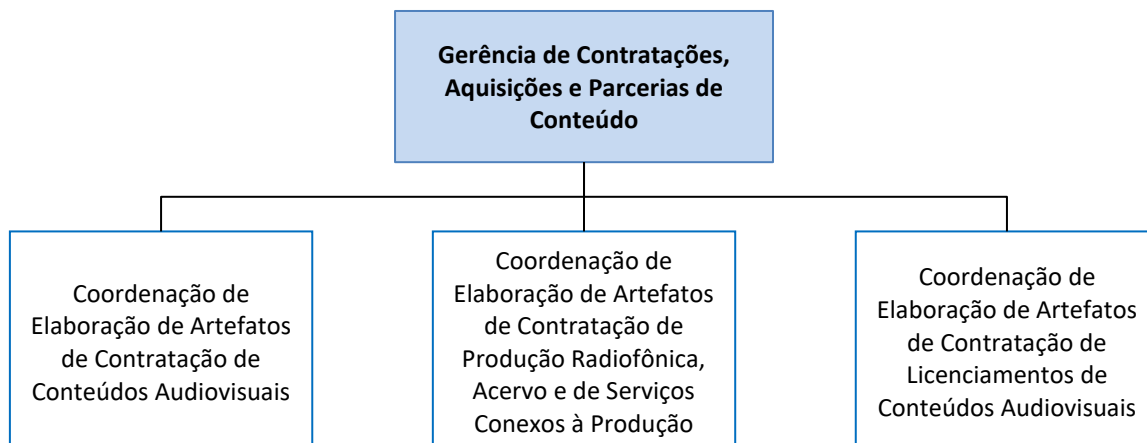 Gerência de Contratações,
Aquisições e Parcerias de
Conteúdo
Coordenação de
Elaboração de Artefatos
de Contratação de
Conteúdos Audiovisuais
Coordenação de
Elaboração de Artefatos
de Contratação de
Produção Radiofônica,
Acervo e de Serviços
Conexos à Produção
Coordenação de
Elaboração de Artefatos
de Contratação de
Licenciamentos de
Conteúdos Audiovisuais